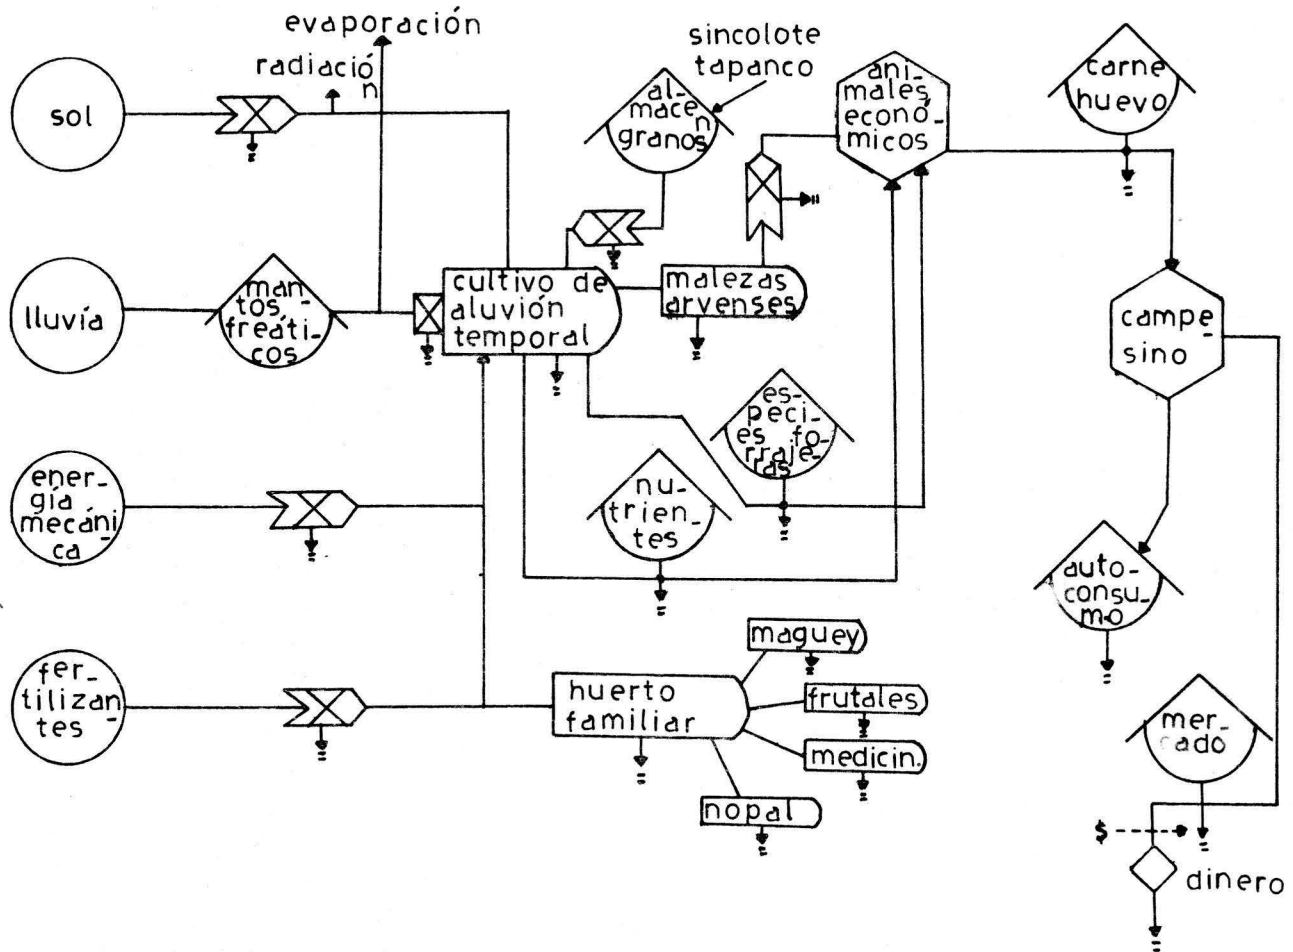 evaporación
radiació
n
sol
sincolote
tapanco
al-
macen
granos
ani-
males
econó-
micos
carne
huevo
lluvía
man-
tos
freáti-
cos
cultivo de
aluvión
temporal
malezas
arvenses
campe-
sino
ener-
gía
mecáni-
ca
nu-
trien-
tes
es-
peci-
es fo-
rraje-
ras
auto-
consu-
mo
fer-
tilizan-
tes
huerto
familiar
maguey
frutales
medicin.
nopal
mer-
cado
$
dinero